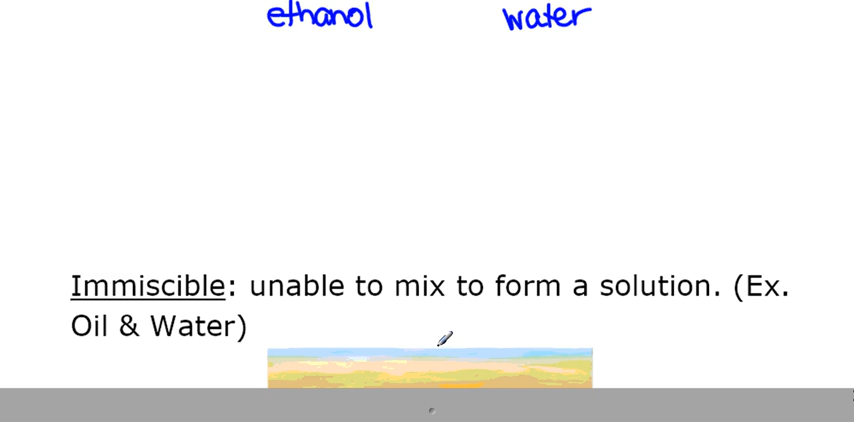 ethanol water
Immiscible: unable to mix to form a solution. (Ex.
Oil & Water)